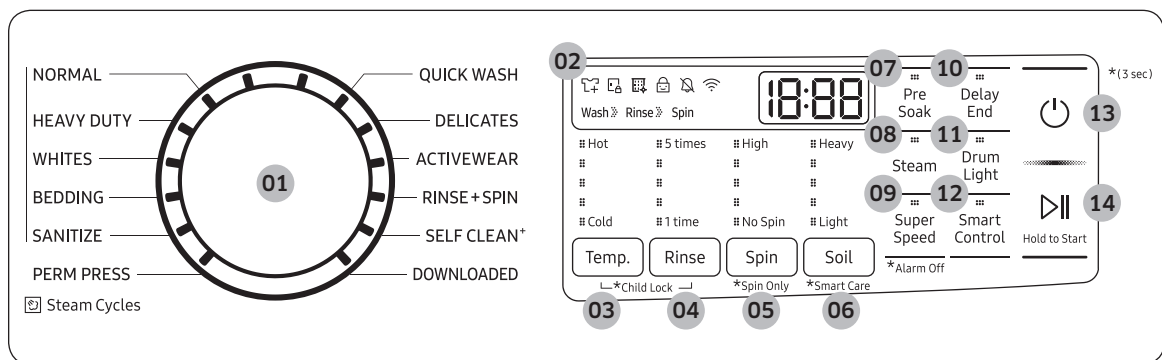 NORMAL
HEAVY DUTY
WHITES
BEDDING
SANITIZE
PERM PRESS
Steam Cycles
01
QUICK WASH
DELICATES
ACTIVEWEAR
RINSE+SPIN
SELF CLEAN+
DOWNLOADED
02
Wash Rinse Spin
18:88
Hot 5 times High Heavy
Cold 1 time No Spin Light
Temp. Rinse Spin Soil
*Child Lock *Spin Only *Smart Care
03 04 05 06
07 10
Pre Soak
Delay End
08 11
Steam
Drum Light
09 12
Super Speed
Smart Control
*Alarm Off
*(3 sec)
13
14
Hold to Start